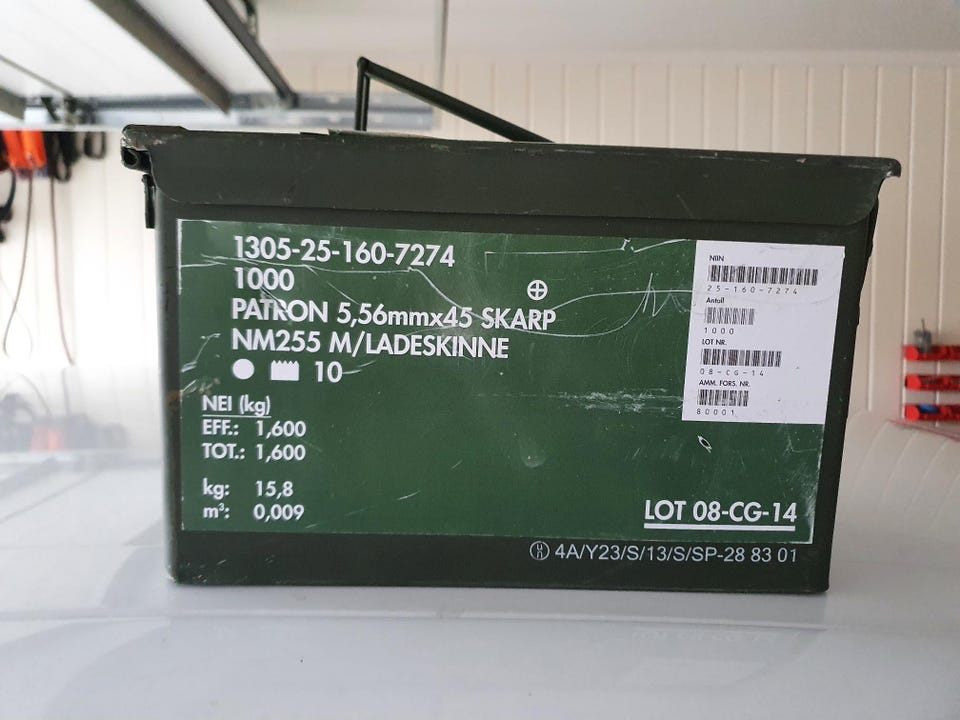 1305-25-160-7274
1000
PATRON 5,56mmx45 SKARP
NM255 M/LADESKINNE
10
NEI (kg)
EFF.: 1,600
TOT.: 1,600
kg: 15,8
m³: 0,009
NIIN
25-160-7274
Antall
1000
LOT NR.
08-CG-14
AMM. FORS. NR.
80001
LOT 08-CG-14
un 4A/Y23/S/13/S/SP-28 83 01